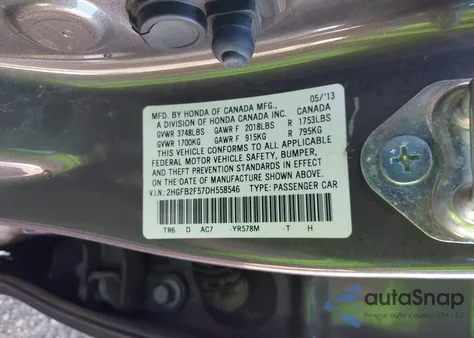 MFD. BY HONDA OF CANADA MFG., 05/'13
A DIVISION OF HONDA CANADA INC. CANADA
GVWR 3748LBS GAWR F 2018LBS R 1753LBS
GVWR 1700KG GAWR F 915KG R 795KG
THIS VEHICLE CONFORMS TO ALL APPLICABLE
FEDERAL MOTOR VEHICLE SAFETY, BUMPER,
AND THEFT PREVENTION STANDARDS IN EFFECT
ON THE DATE OF MANUFACTURE SHOWN ABOVE.
V.I.N.:2HGFB2F57DH558546 TYPE: PASSENGER CAR
TR6 D AC7 -YR578M -T -H
autoSnap